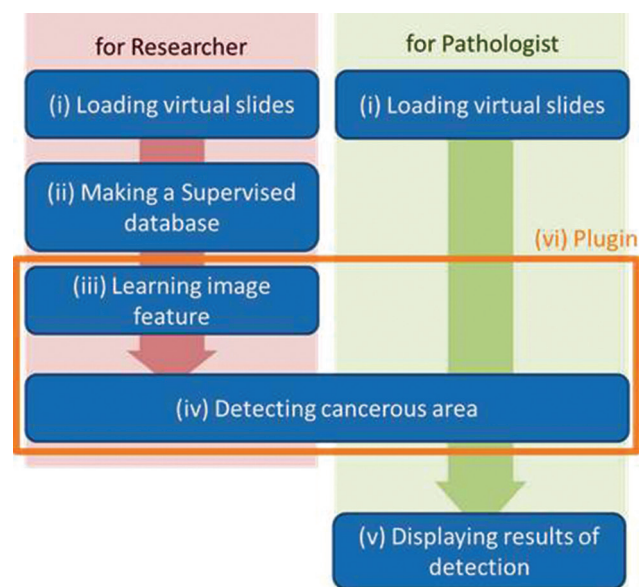 for Researcher
for Pathologist
(i) Loading virtual slides
(i) Loading virtual slides
(ii) Making a Supervised
database
(vi) Plugin
(iii) Learning image
feature
(iv) Detecting cancerous area
(v) Displaying results of
detection